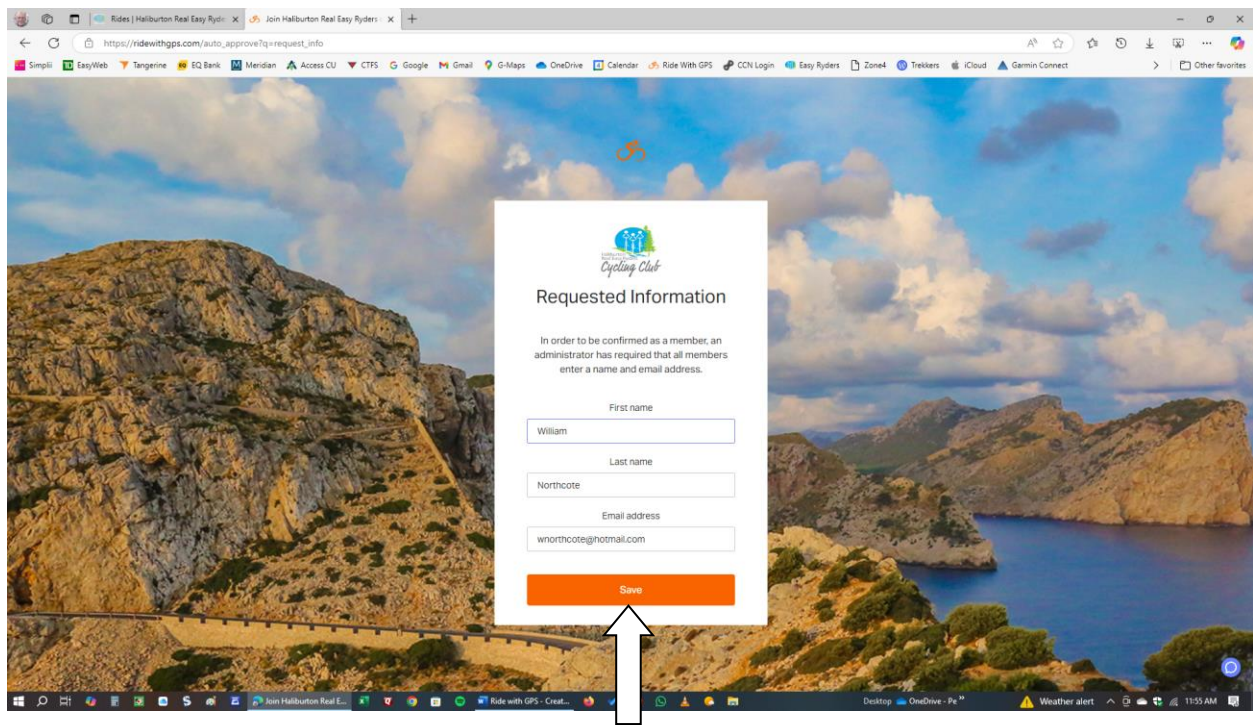 Rides | Haliburton Real Easy Ryde
Join Haliburton Real Easy Ryders
https://ridewithgps.com/auto_approve?q=request_info
Simplii
EasyWeb
Tangerine
EQ Bank
Meridian
Access CU
CTFS
Google
Gmail
G-Maps
OneDrive
Calendar
Ride With GPS
CCN Login
Easy Ryders
Zone4
Trekkers
iCloud
Garmin Connect
Other favorites
Cycling Club
Requested Information
In order to be confirmed as a member, an
administrator has required that all members
enter a name and email address.
First name
William
Last name
Northcote
Email address
wnorthcote@hotmail.com
Save
Join Haliburton Real E...
Ride with GPS - Creat...
Desktop
OneDrive - Pe
Weather alert
11:55 AM